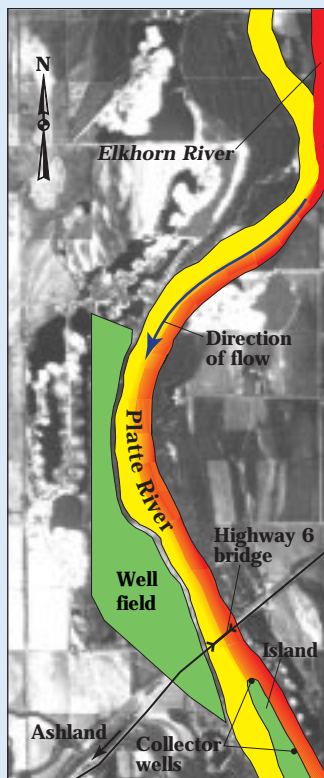 N
Elkhorn River
Direction
of flow
Platte River
Highway 6
bridge
Well
field
Island
Ashland
Collector
wells